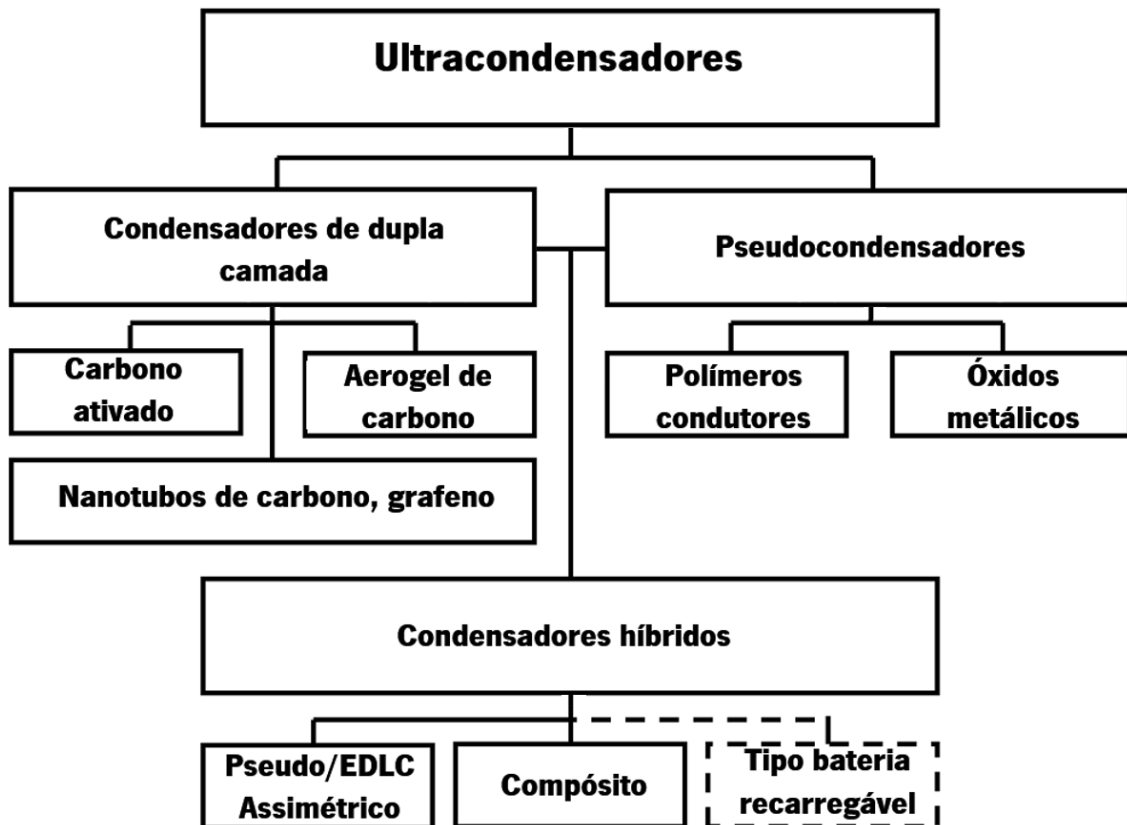 Ultracondensadores
Condensadores de dupla
camada
Pseudocondensadores
Carbono
ativado
Aerogel de
carbono
Polímeros
condutores
Óxidos
metálicos
Nanotubos de carbono, grafeno
Condensadores híbridos
Pseudo/EDLC
Assimétrico
Compósito
Tipo bateria
recarregável